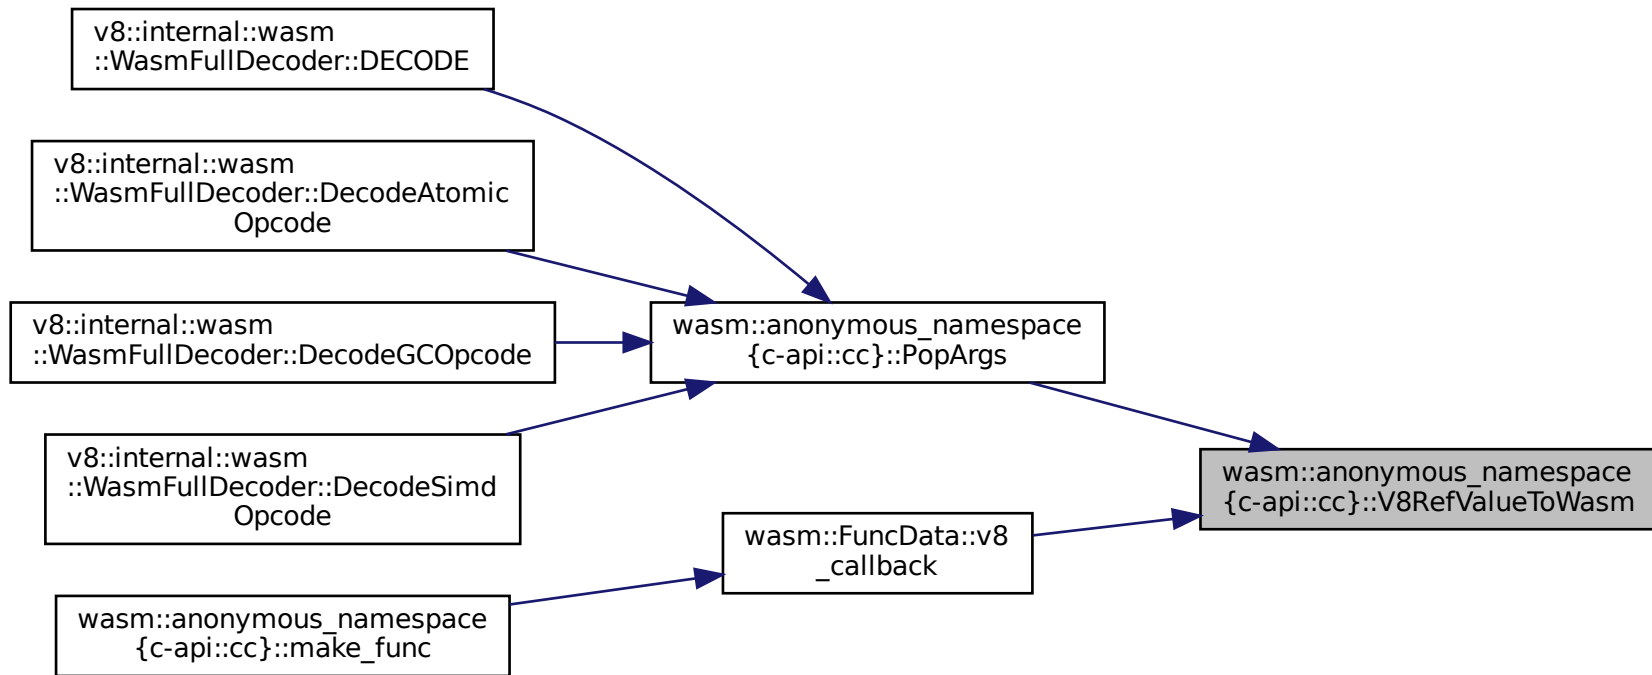 v8::internal::wasm
::WasmFullDecoder::DECODE
v8::internal::wasm
::WasmFullDecoder::DecodeAtomic
Opcode
v8::internal::wasm
::WasmFullDecoder::DecodeGCOpcode
v8::internal::wasm
::WasmFullDecoder::DecodeSimd
Opcode
wasm::anonymous_namespace
{c-api::cc}::make_func
wasm::anonymous_namespace
{c-api::cc}::PopArgs
wasm::FuncData::v8
_callback
wasm::anonymous_namespace
{c-api::cc}::V8RefValueToWasm